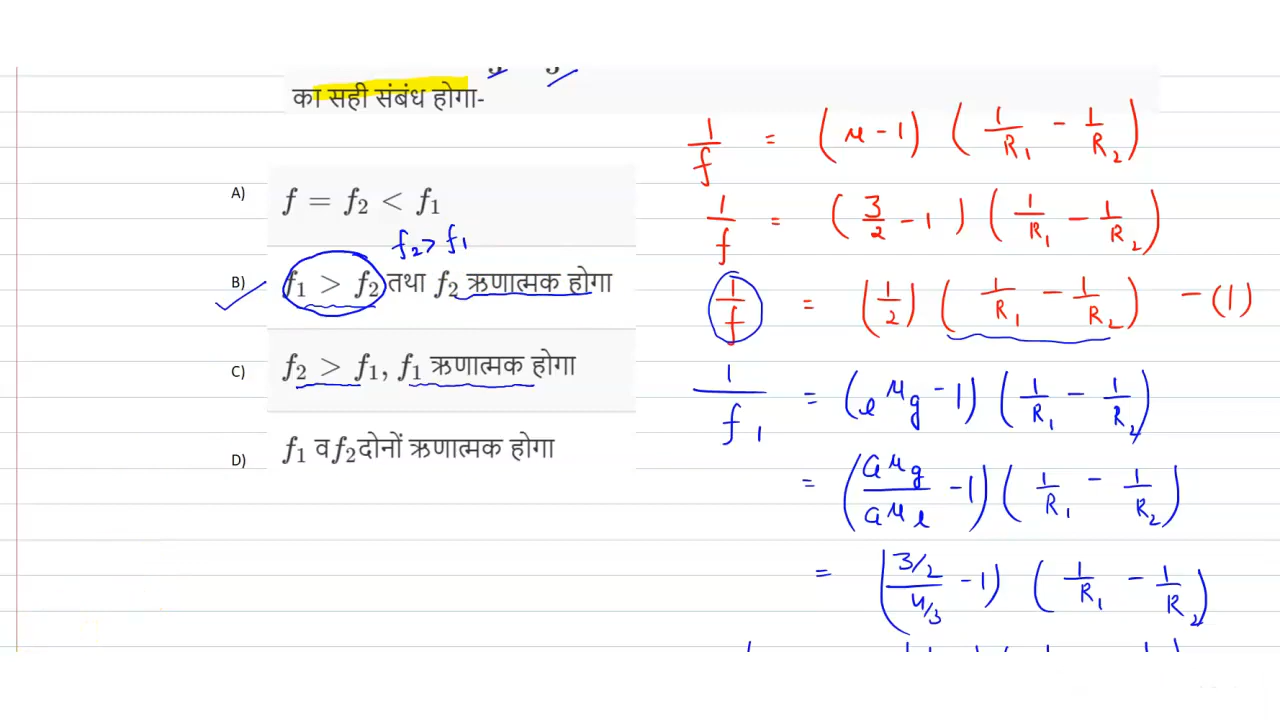 का सही संबंध होगा-
A) f = f₂ < f₁
f₂ > f₁
B) f₁ > f₂ तथा f₂ ऋणात्मक होगा
C) f₂ > f₁, f₁ ऋणात्मक होगा
D) f₁ व f₂ दोनों ऋणात्मक होगा
1/f = (μ - 1) (1/R₁ - 1/R₂)
1/f = (3/2 - 1) (1/R₁ - 1/R₂)
1/f = (1/2) (1/R₁ - 1/R₂) - (1)
1/f₁ = (ₑμg - 1) (1/R₁ - 1/R₂)
= (aμg/aμₑ - 1) (1/R₁ - 1/R₂)
= (3/2/4/3 - 1) (1/R₁ - 1/R₂)